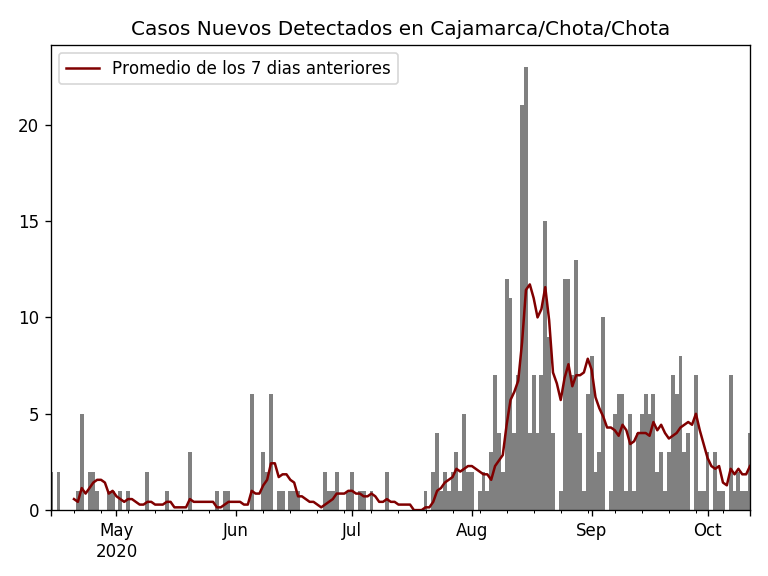 Casos Nuevos Detectados en Cajamarca/Chota/Chota
Promedio de los 7 dias anteriores
20
15
10
5
0
May Jun Jul Aug Sep Oct
2020